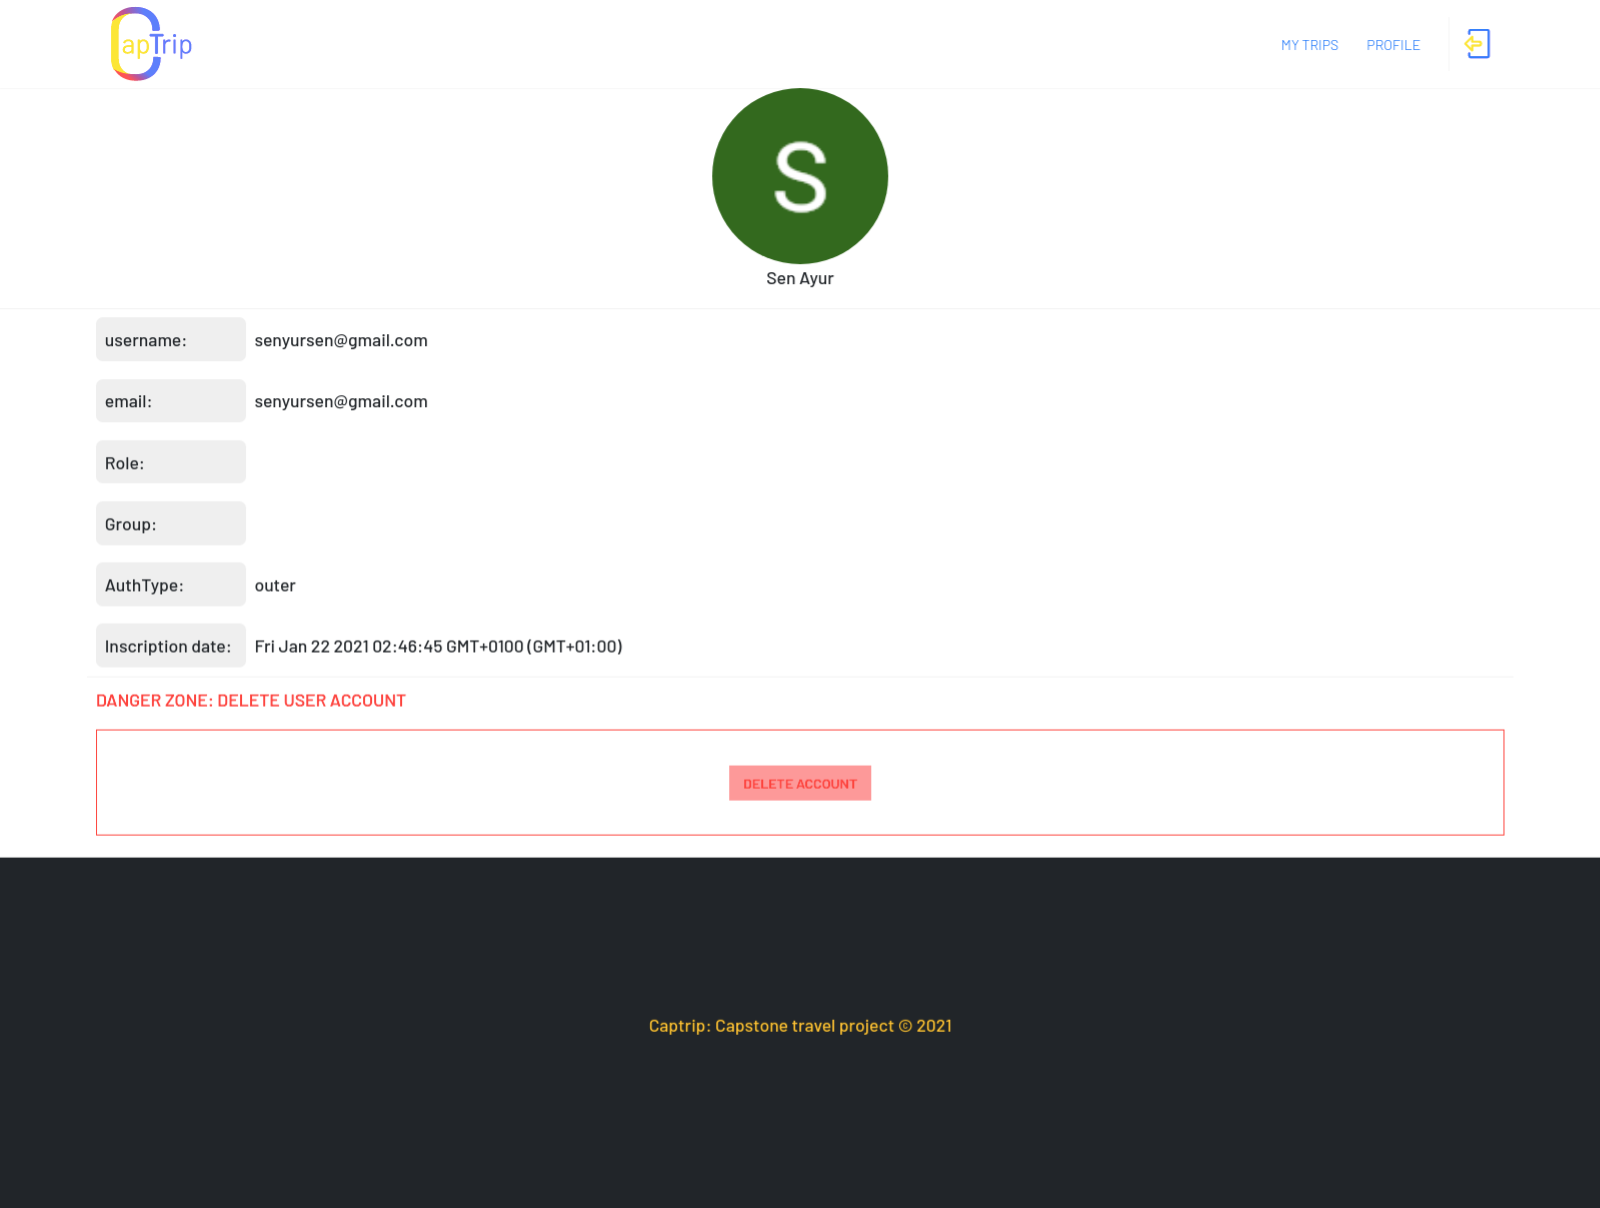 CapTrip
MY TRIPS PROFILE
S
Sen Ayur
username: senyursen@gmail.com
email: senyursen@gmail.com
Role:
Group:
AuthType: outer
Inscription date: Fri Jan 22 2021 02:46:45 GMT+0100 (GMT+01:00)
DANGER ZONE: DELETE USER ACCOUNT
DELETE ACCOUNT
Captrip: Capstone travel project © 2021